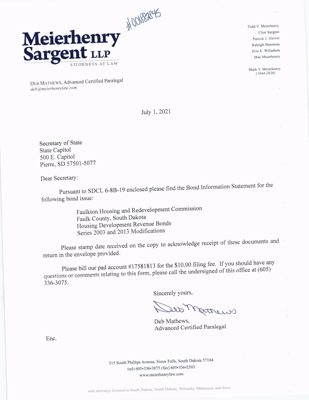 Meierhenry
Sargent LLP
ATTORNEYS AT LAW
Todd V. Meierhenry
Clint Sargent
Patrick J. Glover
Raleigh Hansman
Erin E. Willadsen
Mae Meierhenry
Mark V. Meierhenry
(1944-2020)
DEB MATHEWS, Advanced Certified Paralegal
deb@meierhenrylaw.com
July 1, 2021
Secretary of State
State Capitol
500 E. Capitol
Pierre, SD 57501-5077
Dear Secretary:
Pursuant to SDCL 6-8B-19 enclosed please find the Bond Information Statement for the
following bond issue:
Faulkton Housing and Redevelopment Commission
Faulk County, South Dakota
Housing Development Revenue Bonds
Series 2003 and 2013 Modifications
Please stamp date received on the copy to acknowledge receipt of these documents and
return in the envelope provided.
Please bill our pad account #17581813 for the $10.00 filing fee. If you should have any
questions or comments relating to this form, please call the undersigned of this office at (605)
336-3075.
Sincerely yours,
Deb Mathews
Deb Mathews,
Advanced Certified Paralegal
Enc.
315 South Phillips Avenue, Sioux Falls, South Dakota 57104
(tel) 605•336•3075 (fax) 605•336•2593
www.meierhenrylaw.com
with attorneys licensed in South Dakota, North Dakota, Nebraska, Minnesota, and Iowa